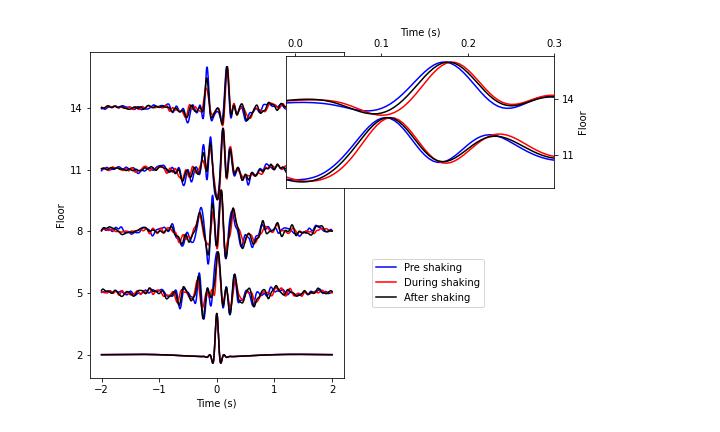 Time (s)
0.0 0.1 0.2 0.3
14
11
Floor
14
11
8
5
2
Floor
−2 −1 0 1 2
Time (s)
Pre shaking
During shaking
After shaking